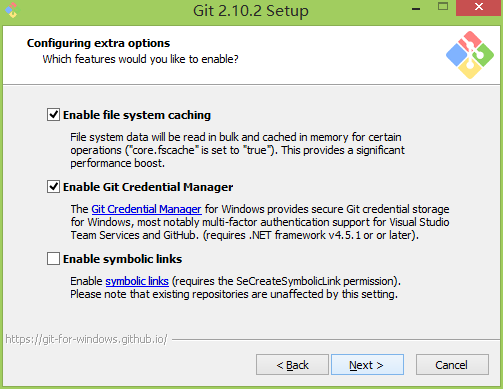 Git 2.10.2 Setup
Configuring extra options
Which features would you like to enable?
Enable file system caching
File system data will be read in bulk and cached in memory for certain
operations ("core.fscache" is set to "true"). This provides a significant
performance boost.
Enable Git Credential Manager
The Git Credential Manager for Windows provides secure Git credential storage
for Windows, most notably multi-factor authentication support for Visual Studio
Team Services and GitHub. (requires .NET framework v4.5.1 or or later).
Enable symbolic links
Enable symbolic links (requires the SeCreateSymbolicLink permission).
Please note that existing repositories are unaffected by this setting.
https://git-for-windows.github.io/
< Back
Next >
Cancel